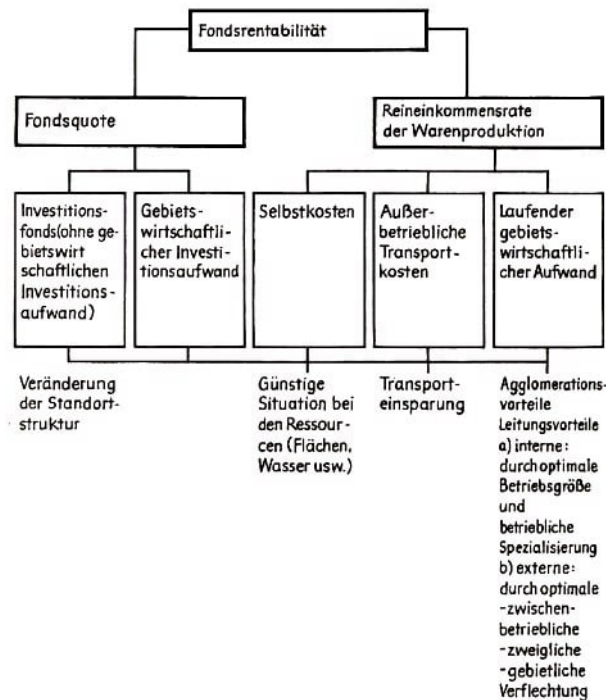 Fondsrentabilität
Fondsquote
Reineinkommensrate
der Warenproduktion
Investitions-
fonds(ohne ge-
bietswirt
schaftlichen
Investitions-
aufwand)
Gebiets-
wirtschaftli-
cher Investi-
tionsaufwand
Selbstkosten
Außer-
betriebliche
Transport-
kosten
Laufender
gebiets-
wirtschaftli-
cher Aufwand
Veränderung
der Standort-
struktur
Günstige
Situation bei
den Ressour-
cen (Flächen,
Wasser usw.)
Transport-
einsparung
Agglomerations-
vorteile
Leitungsvorteile
a) interne:
durch optimale
Betriebsgröße
und
betriebliche
Spezialisierung
b) externe:
durch optimale
-zwischen-
betriebliche
-zweigliche
-gebietliche
Verflechtung